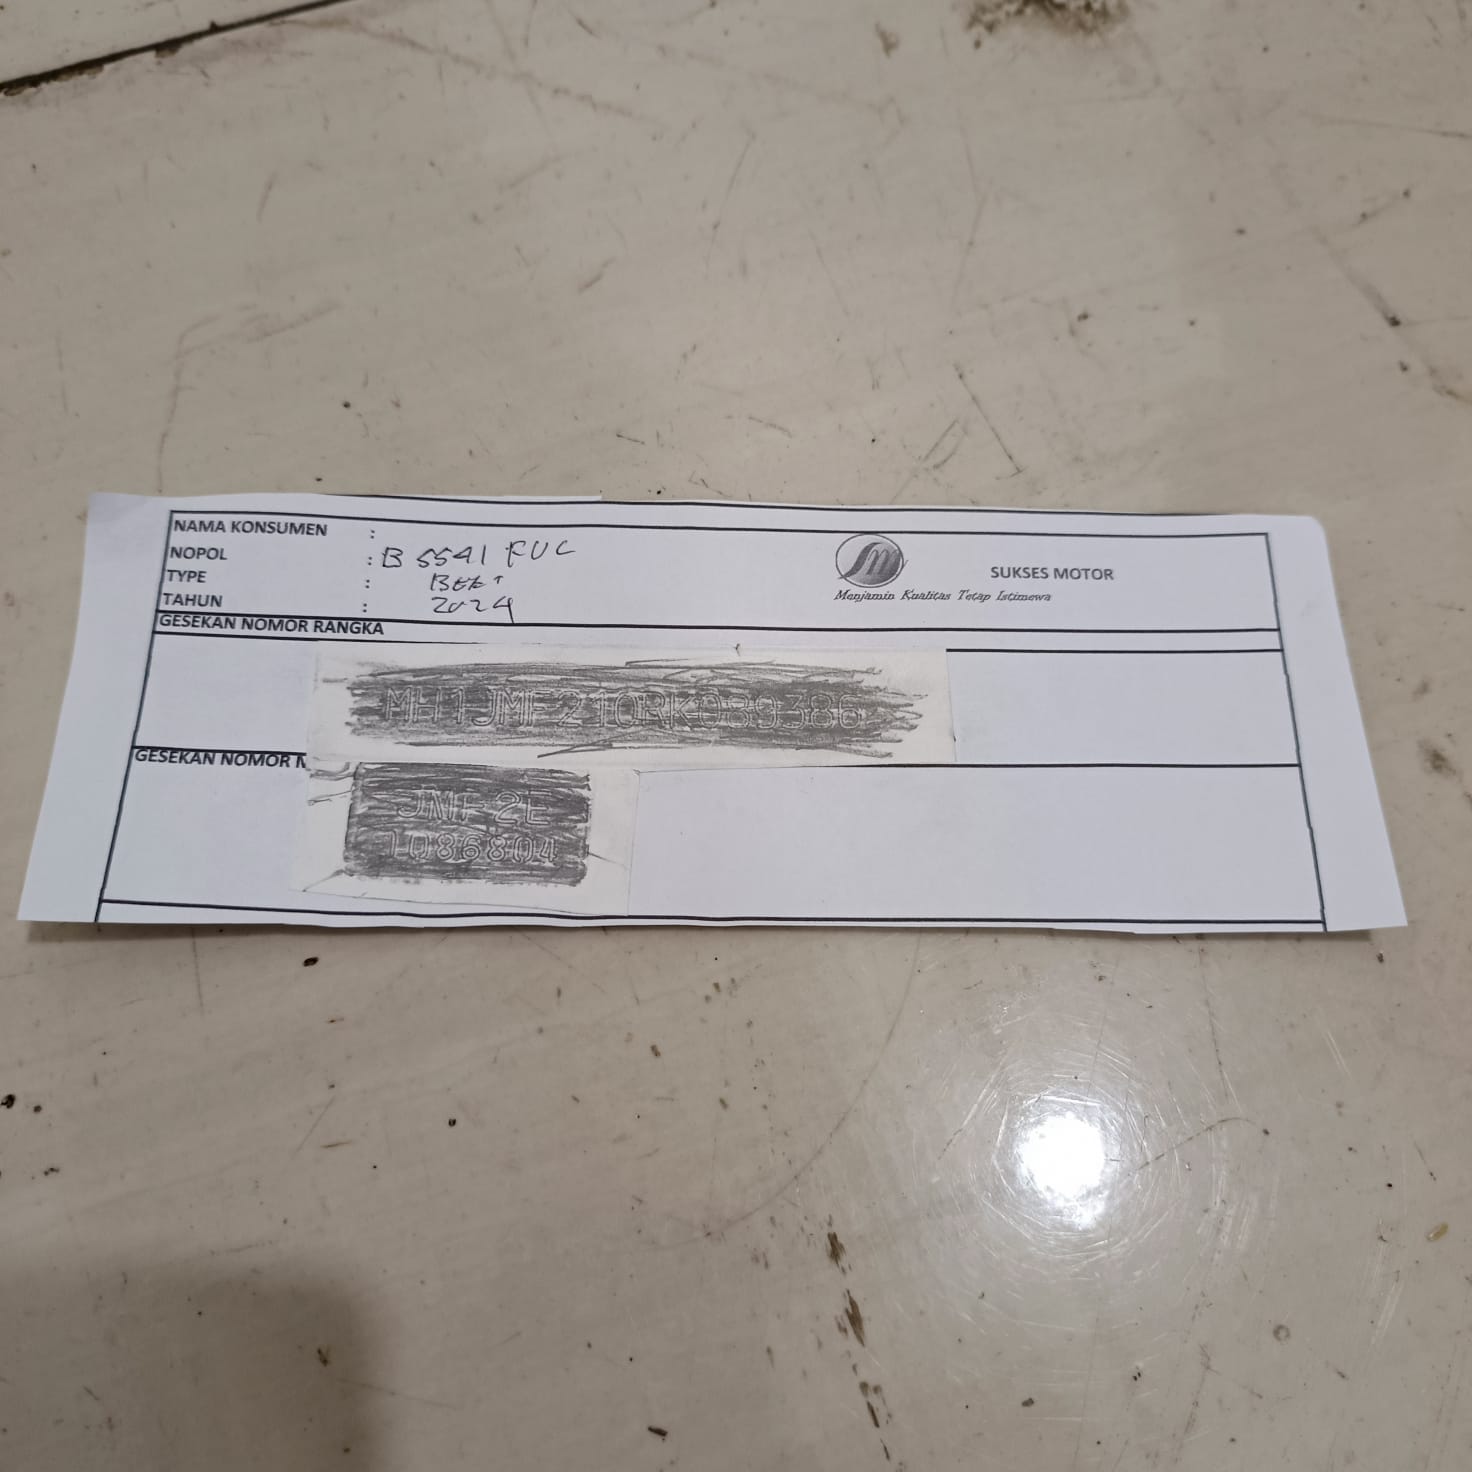 NAMA KONSUMEN :
NOPOL : B 5541 FUC
TYPE : BEAT
TAHUN : 2024
SM
SUKSES MOTOR
Menjamin Kualitas Tetap Istimewa
GESEKAN NOMOR RANGKA
MH1JMF210RK089386
GESEKAN NOMOR
JMF2E
1086804